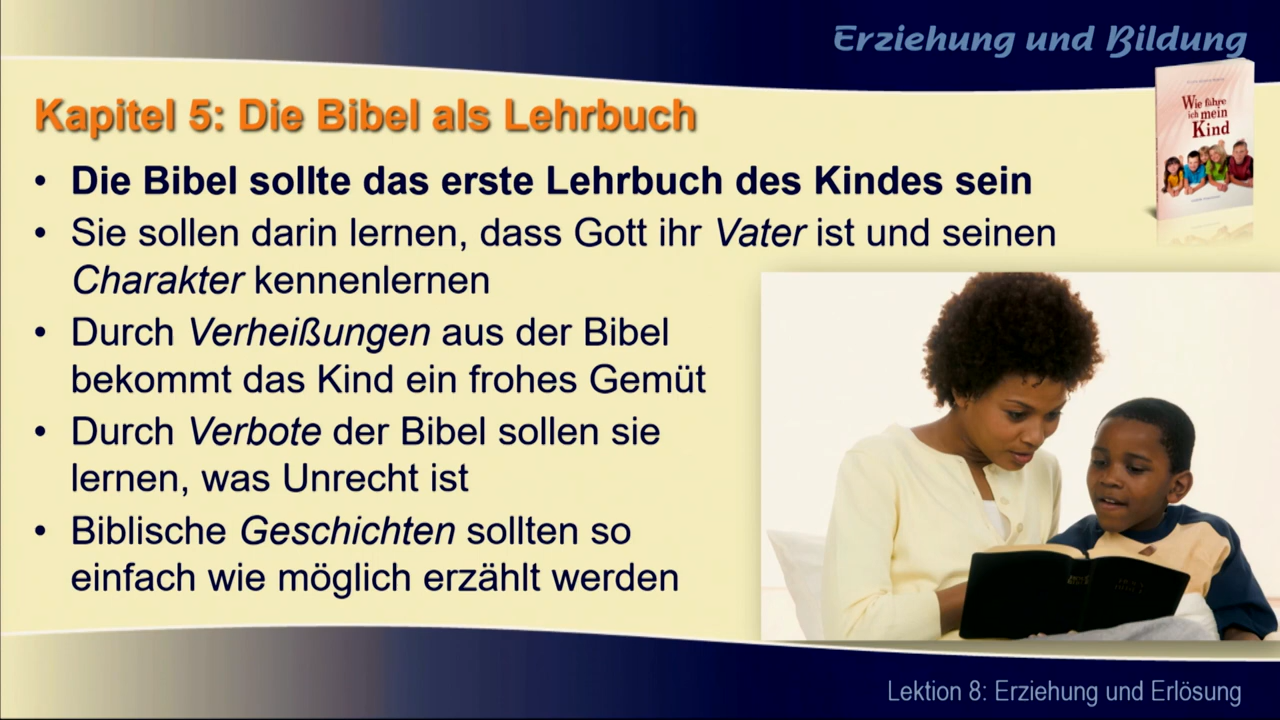 Erziehung und Bildung
Kapitel 5: Die Bibel als Lehrbuch
Wie führe
ich mein
Kind
• Die Bibel sollte das erste Lehrbuch des Kindes sein
• Sie sollen darin lernen, dass Gott ihr Vater ist und seinen
Charakter kennenlernen
• Durch Verheißungen aus der Bibel
bekommt das Kind ein frohes Gemüt
• Durch Verbote der Bibel sollen sie
lernen, was Unrecht ist
• Biblische Geschichten sollten so
einfach wie möglich erzählt werden
Lektion 8: Erziehung und Erlösung